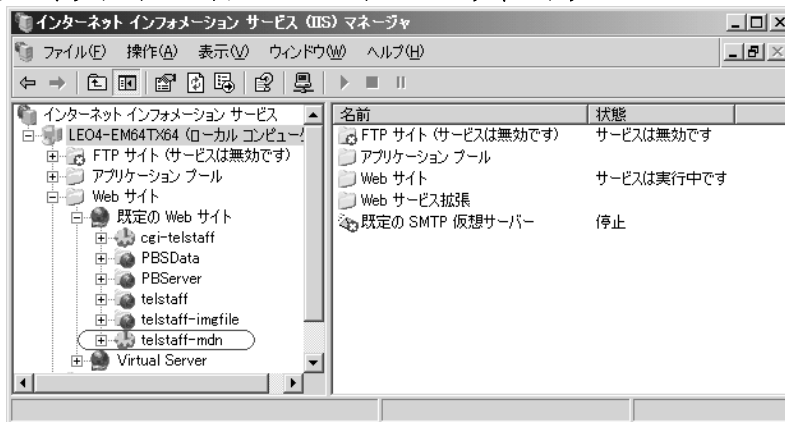 インターネット インフォメーション サービス (IIS) マネージャ
ファイル(F) 操作(A) 表示(V) ウィンドウ(W) ヘルプ(H)
インターネット インフォメーション サービス
LEO4-EM64TX64 (ローカル コンピュー
FTP サイト (サービスは無効です)
アプリケーション プール
Web サイト
既定の Web サイト
cgi-telstaff
PBSData
PBServer
telstaff
telstaff-imgfile
telstaff-mdn
Virtual Server
名前 状態
FTP サイト (サービスは無効です) サービスは無効です
アプリケーション プール
Web サイト サービスは実行中です
Web サービス拡張
既定の SMTP 仮想サーバー 停止